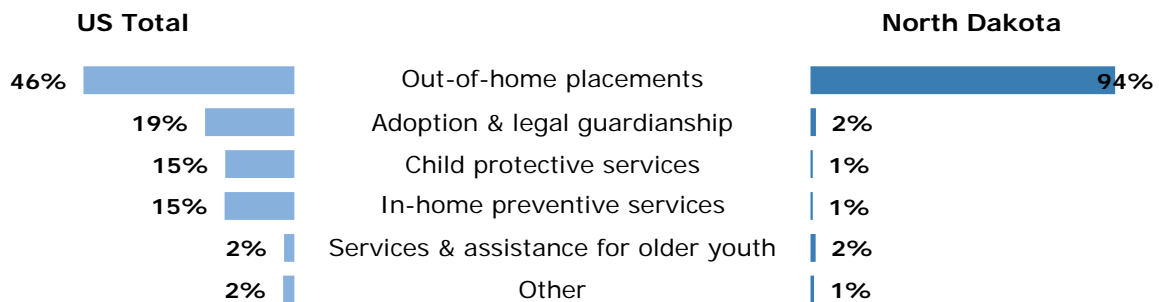 US Total North Dakota
46% Out-of-home placements 94%
19% Adoption & legal guardianship 2%
15% Child protective services 1%
15% In-home preventive services 1%
2% Services & assistance for older youth 2%
2% Other 1%